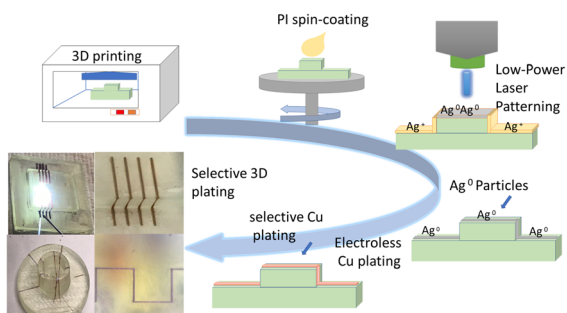 PI spin-coating
3D printing
Low-Power
Laser
Patterning
Ag⁰Ag⁰
Ag⁺
Ag⁺
Selective 3D
plating
Ag⁰ Particles
Ag⁰
Ag⁰
Ag⁰
selective Cu
plating
Electroless
Cu plating